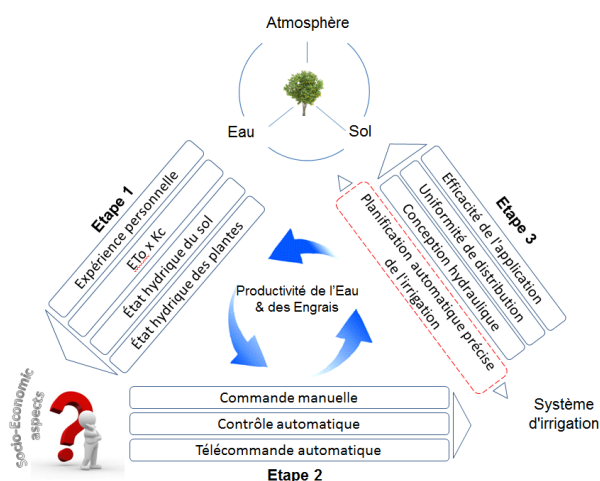 Atmosphère
Eau
Sol
Etape 1
Expérience personnelle
ETo x Kc
État hydrique du sol
État hydrique des plantes
Productivité de l'Eau
& des Engrais
Etape 3
Efficacité de l'application
Uniformité de distribution
Conception hydraulique
Planification automatique précise
de l'irrigation
Système
d'irrigation
Socio-Economic
aspects
Commande manuelle
Contrôle automatique
Télécommande automatique
Etape 2